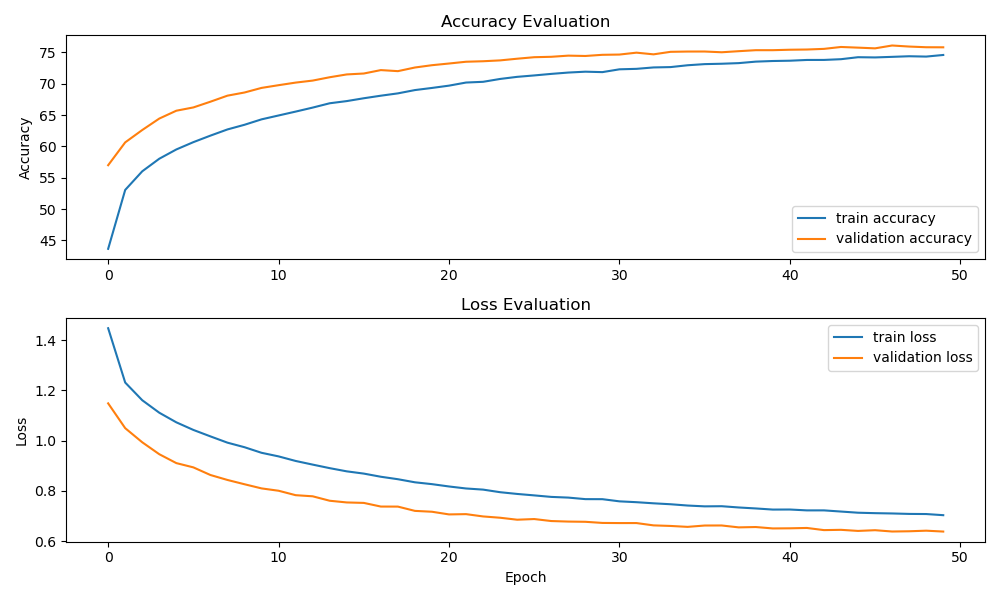 Accuracy Evaluation
Accuracy
75
70
65
60
55
50
45
train accuracy
validation accuracy
0 10 20 30 40 50
Loss Evaluation
Loss
1.4
1.2
1.0
0.8
0.6
train loss
validation loss
0 10 20 30 40 50
Epoch